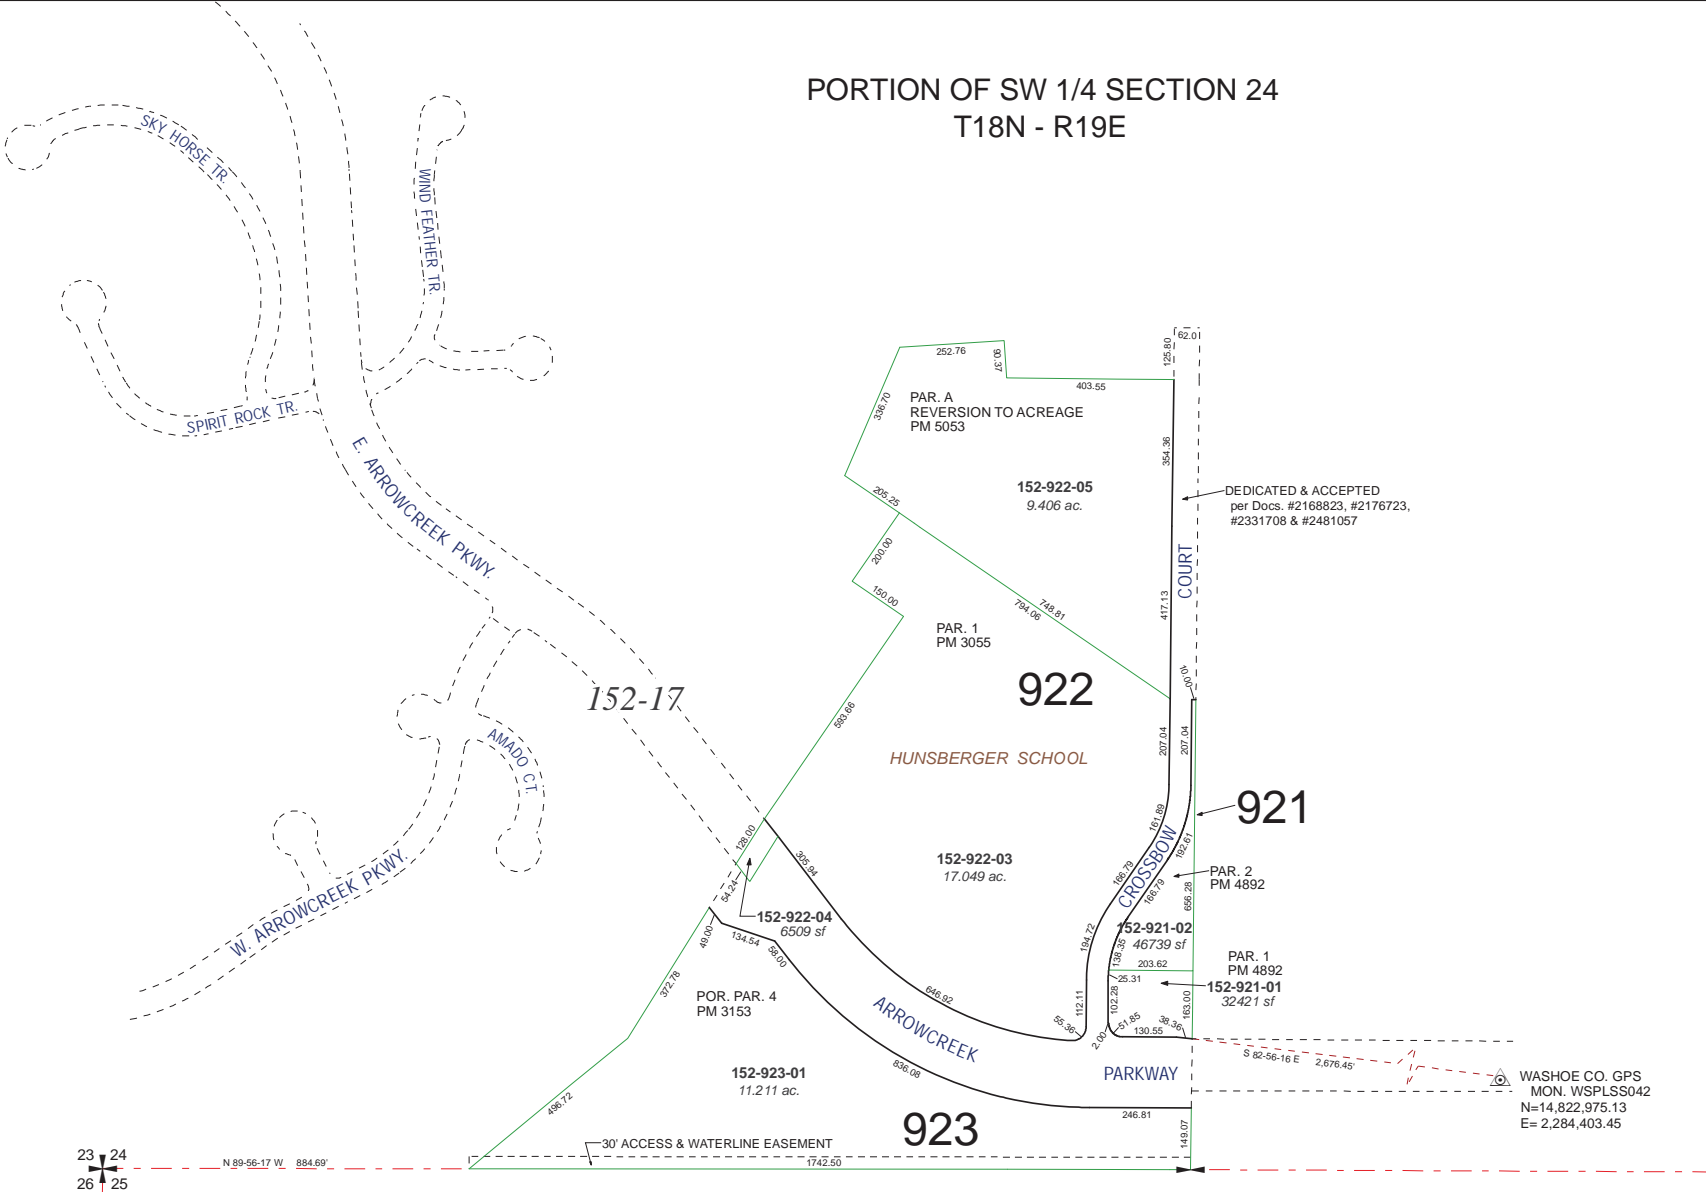 PORTION OF SW 1/4 SECTION 24
T18N - R19E
SKY HORSE TR.
WIND FEATHER TR.
SPIRIT ROCK TR.
E. ARROWCREEK PKWY.
62.0
125.80
252.76
90.37
403.55
336.70
PAR. A
REVERSION TO ACREAGE
PM 5053
354.36
205.25
152-922-05
9.406 ac.
DEDICATED & ACCEPTED
per Docs. #2168823, #2176723,
#2331708 & #2481057
200.00
COURT
150.00
748.81
794.06
417.13
PAR. 1
PM 3055
922
10.00
152-17
593.66
207.04
207.04
AMADO CT.
HUNSBERGER SCHOOL
921
161.89
192.61
128.00
305.94
152-922-03
17.049 ac.
CROSSBOW
166.79
166.79
PAR. 2
PM 4892
656.28
54.24
W. ARROWCREEK PKWY.
152-922-04
6509 sf
152-921-02
46739 sf
49.00
134.54
58.00
194.72
138.35
203.62
PAR. 1
PM 4892
25.31
152-921-01
32421 sf
372.78
POR. PAR. 4
PM 3153
646.92
112.11
102.28
163.00
55.36
51.85
38.36
2.00
130.55
ARROWCREEK
PARKWAY
S 82-56-16 E 2,676.45'
836.08
152-923-01
11.211 ac.
WASHOE CO. GPS
MON. WSPLSS042
N=14,822,975.13
E= 2,284,403.45
496.72
246.81
923
149.07
30' ACCESS & WATERLINE EASEMENT
23 24
N 89-56-17 W 884.69'
1742.50
26 25